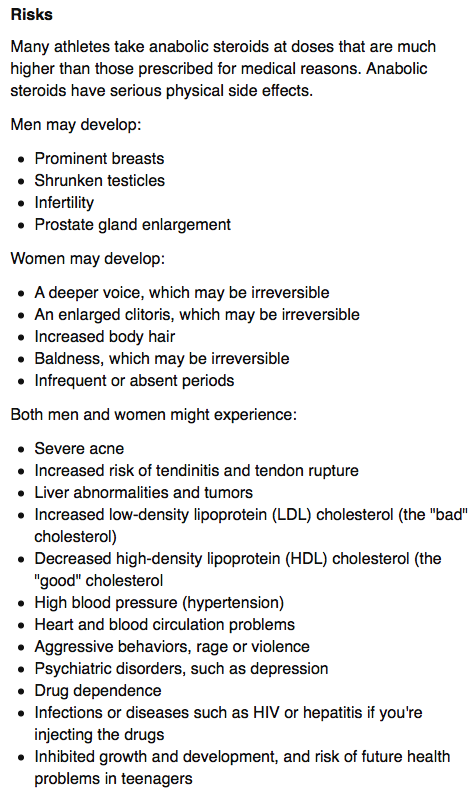 Risks
Many athletes take anabolic steroids at doses that are much
higher than those prescribed for medical reasons. Anabolic
steroids have serious physical side effects.
Men may develop:
• Prominent breasts
• Shrunken testicles
• Infertility
• Prostate gland enlargement
Women may develop:
• A deeper voice, which may be irreversible
• An enlarged clitoris, which may be irreversible
• Increased body hair
• Baldness, which may be irreversible
• Infrequent or absent periods
Both men and women might experience:
• Severe acne
• Increased risk of tendinitis and tendon rupture
• Liver abnormalities and tumors
• Increased low-density lipoprotein (LDL) cholesterol (the "bad"
cholesterol)
• Decreased high-density lipoprotein (HDL) cholesterol (the
"good" cholesterol
• High blood pressure (hypertension)
• Heart and blood circulation problems
• Aggressive behaviors, rage or violence
• Psychiatric disorders, such as depression
• Drug dependence
• Infections or diseases such as HIV or hepatitis if you're
injecting the drugs
• Inhibited growth and development, and risk of future health
problems in teenagers